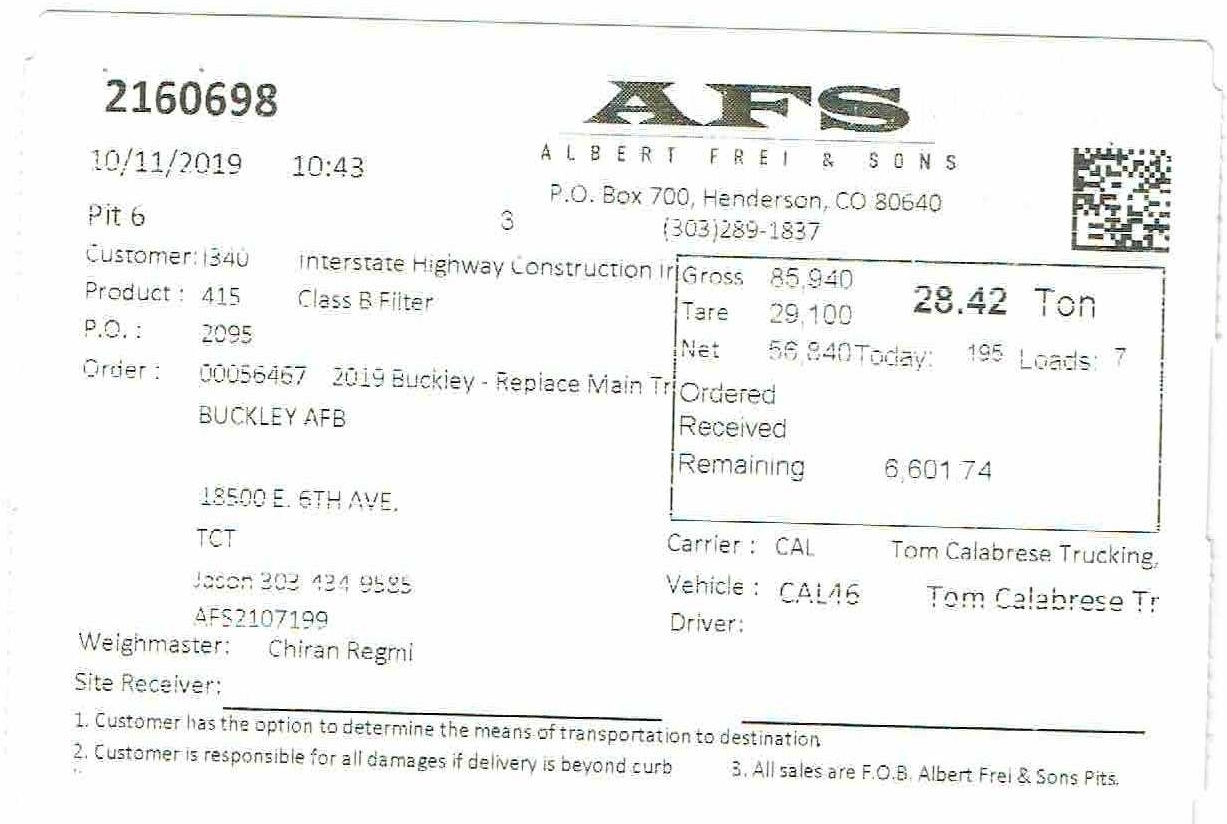 2160698
AFS
ALBERT FREI & SONS
10/11/2019 10:43
P.O. Box 700, Henderson, CO 80640
(303)289-1837
Pit 6 3
Customer: I340 Interstate Highway Construction Ir
Product : 415 Class B Filter
P.O. : 2095
Order : 00056467 2019 Buckley - Replace Main Tr
BUCKLEY AFB
18500 E. 6TH AVE.
TCT
Jason 303 434 9585
AFS2107199
Gross 85,940 28.42 Ton
Tare 29,100
Net 56,840 Today: 195 Loads: 7
Ordered
Received
Remaining 6,601.74
Carrier : CAL Tom Calabrese Trucking,
Vehicle : CAL46 Tom Calabrese Tr
Driver:
Weighmaster: Chiran Regmi
Site Receiver:
1. Customer has the option to determine the means of transportation to destination
2. Customer is responsible for all damages if delivery is beyond curb 3. All sales are F.O.B. Albert Frei & Sons Pits.